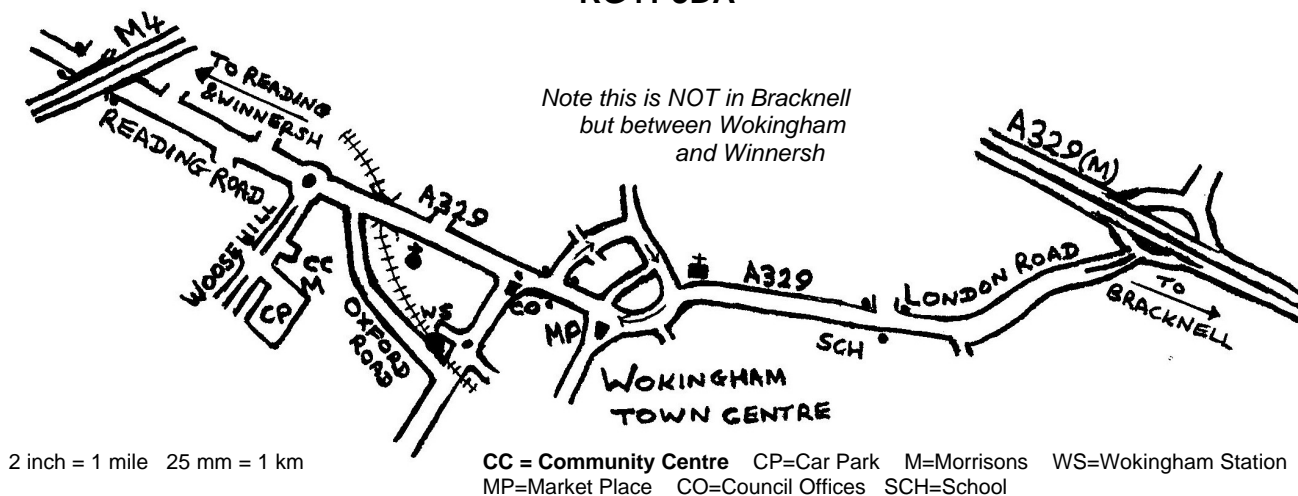 M4
TO READING
& WINNERSH
READING ROAD
Note this is NOT in Bracknell
but between Wokingham
and Winnersh
A329(M)
A329
WOOSEHILL
CC
M
CP
OXFORD
ROAD
WS
CO
MP
A329
LONDON ROAD
SCH
TO
BRACKNELL
WOKINGHAM
TOWN CENTRE
2 inch = 1 mile 25 mm = 1 km
CC = Community Centre CP=Car Park M=Morrisons WS=Wokingham Station
MP=Market Place CO=Council Offices SCH=School